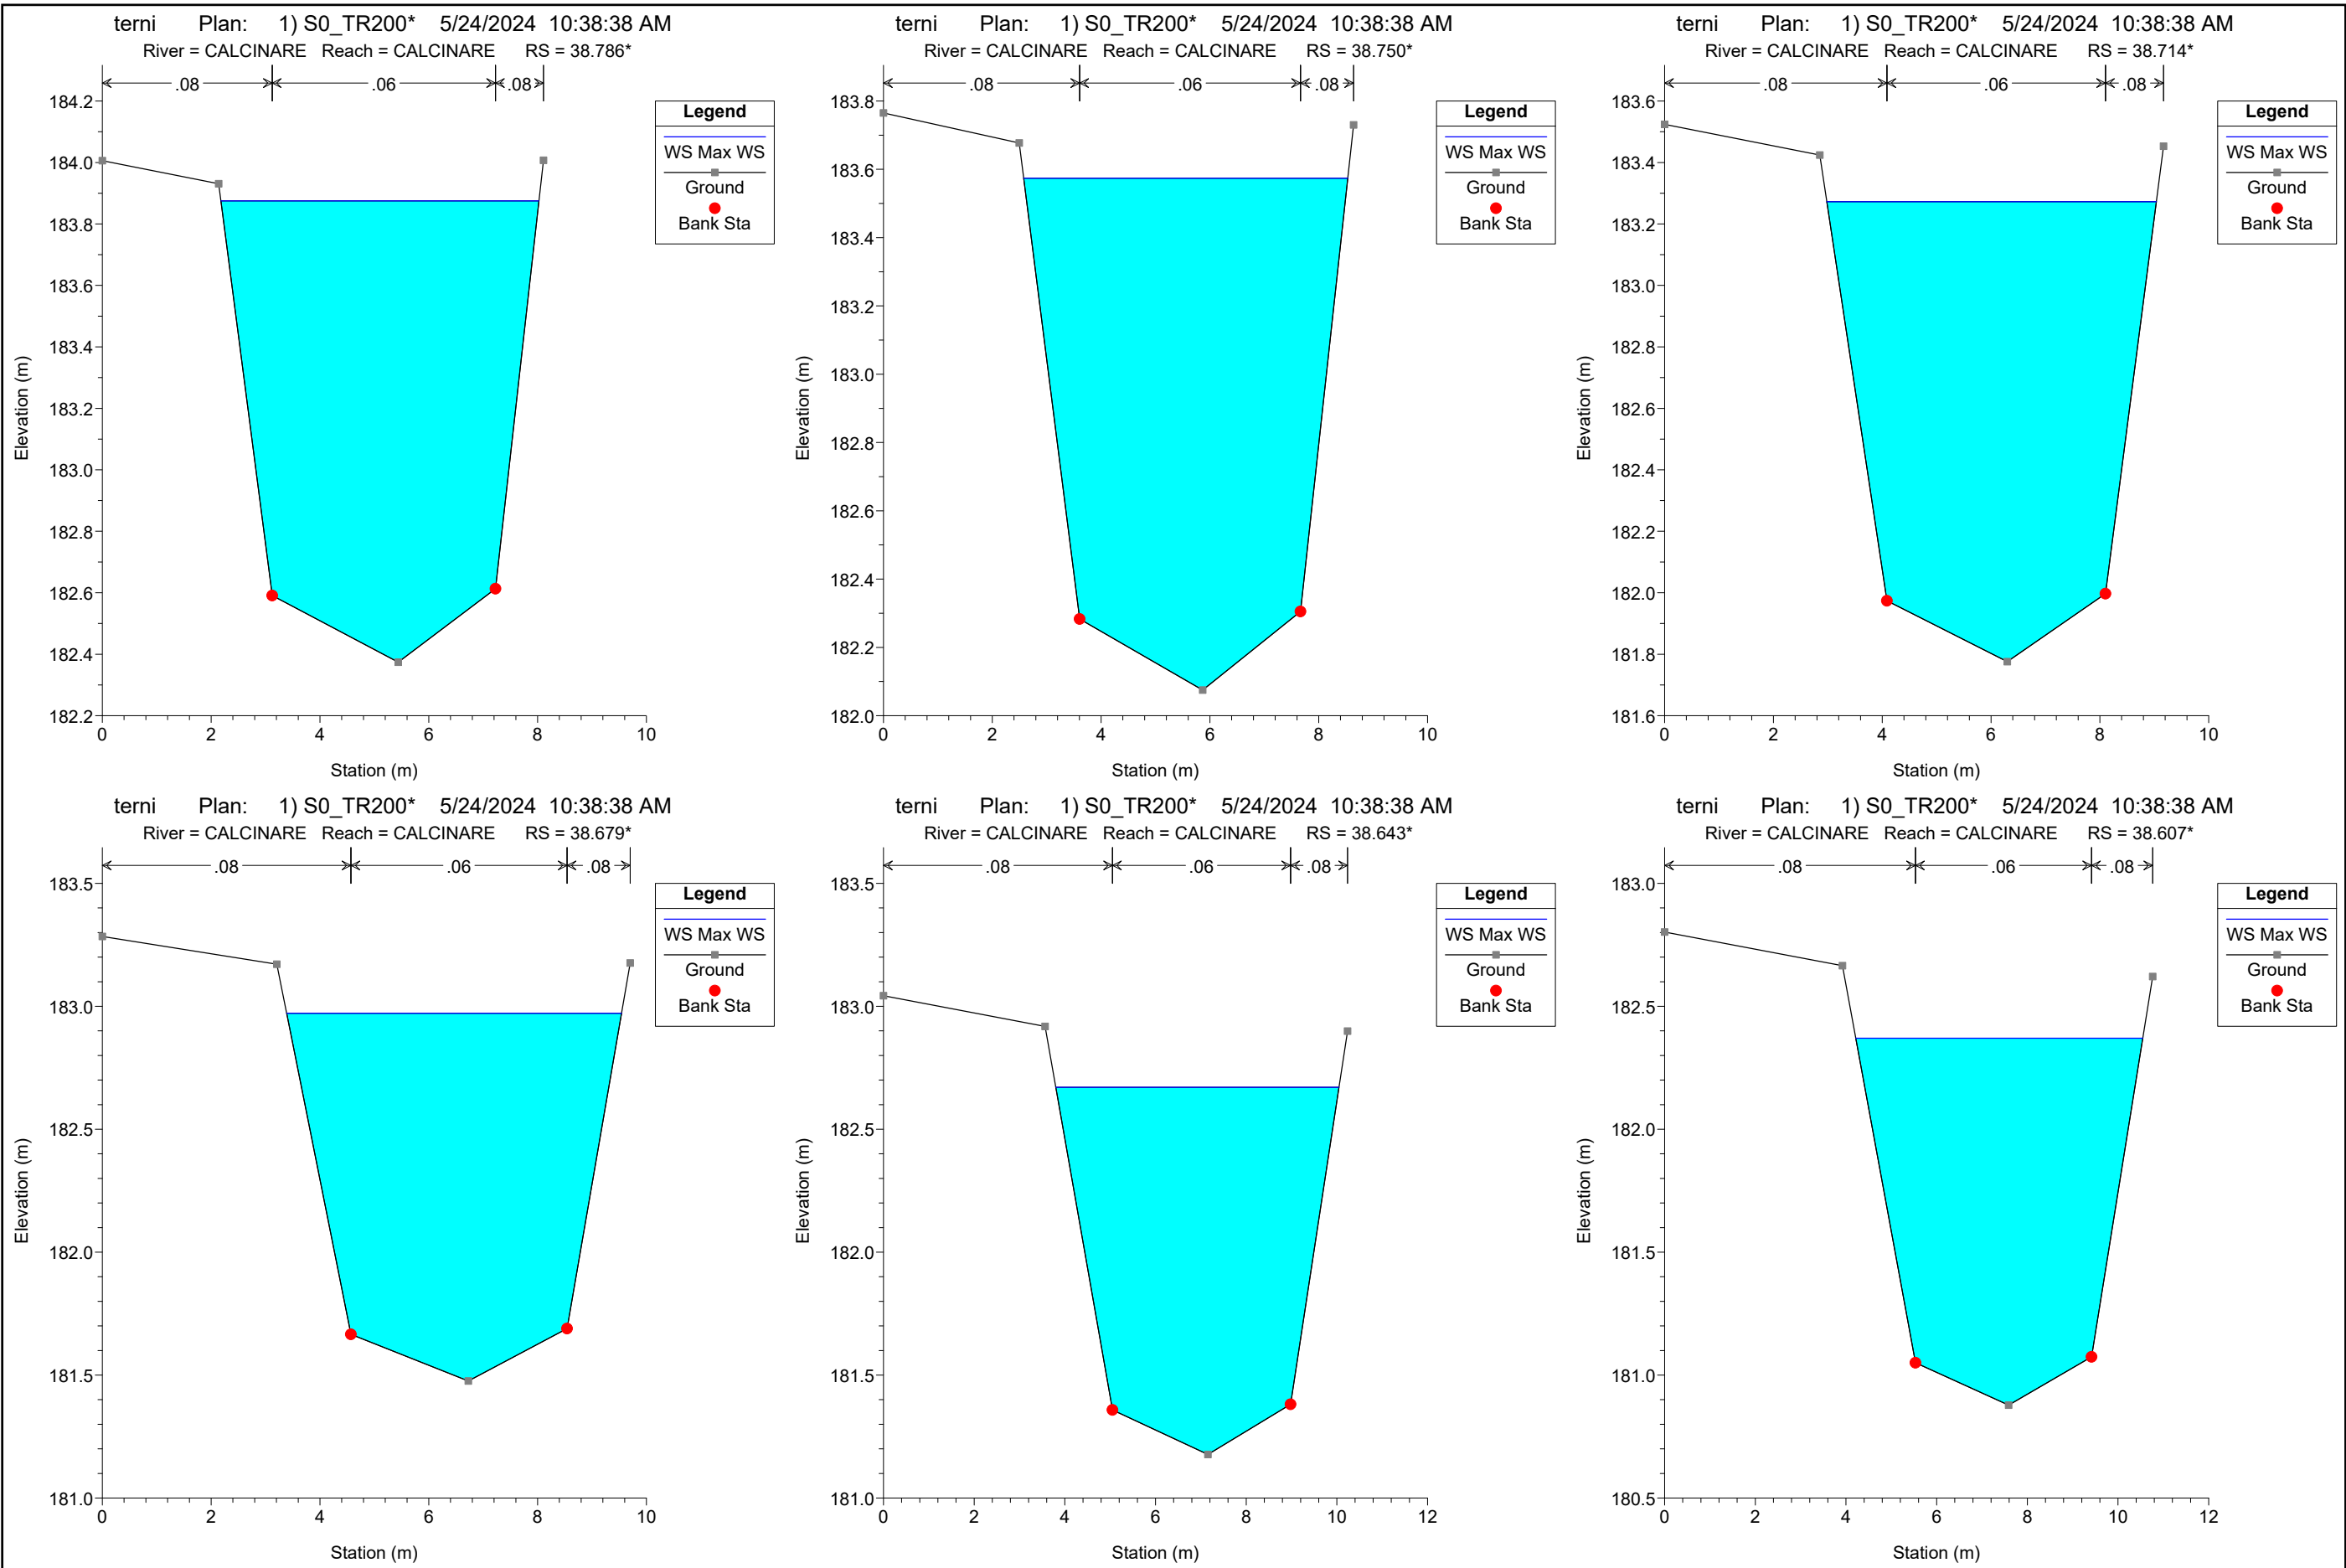 terni Plan: 1) S0_TR200* 5/24/2024 10:38:38 AM
River = CALCINARE Reach = CALCINARE RS = 38.786*
.08 .06 .08
184.2
184.0
183.8
183.6
183.4
183.2
183.0
182.8
182.6
182.4
182.2
0 2 4 6 8 10
Station (m)
Elevation (m)
Legend
WS Max WS
Ground
Bank Sta
terni Plan: 1) S0_TR200* 5/24/2024 10:38:38 AM
River = CALCINARE Reach = CALCINARE RS = 38.750*
.08 .06 .08
183.8
183.6
183.4
183.2
183.0
182.8
182.6
182.4
182.2
182.0
0 2 4 6 8 10
Station (m)
Elevation (m)
Legend
WS Max WS
Ground
Bank Sta
terni Plan: 1) S0_TR200* 5/24/2024 10:38:38 AM
River = CALCINARE Reach = CALCINARE RS = 38.714*
.08 .06 .08
183.6
183.4
183.2
183.0
182.8
182.6
182.4
182.2
182.0
181.8
181.6
0 2 4 6 8 10
Station (m)
Elevation (m)
Legend
WS Max WS
Ground
Bank Sta
terni Plan: 1) S0_TR200* 5/24/2024 10:38:38 AM
River = CALCINARE Reach = CALCINARE RS = 38.679*
.08 .06 .08
183.5
183.0
182.5
182.0
181.5
181.0
0 2 4 6 8 10
Station (m)
Elevation (m)
Legend
WS Max WS
Ground
Bank Sta
terni Plan: 1) S0_TR200* 5/24/2024 10:38:38 AM
River = CALCINARE Reach = CALCINARE RS = 38.643*
.08 .06 .08
183.5
183.0
182.5
182.0
181.5
181.0
0 2 4 6 8 10 12
Station (m)
Elevation (m)
Legend
WS Max WS
Ground
Bank Sta
terni Plan: 1) S0_TR200* 5/24/2024 10:38:38 AM
River = CALCINARE Reach = CALCINARE RS = 38.607*
.08 .06 .08
183.0
182.5
182.0
181.5
181.0
180.5
0 2 4 6 8 10 12
Station (m)
Elevation (m)
Legend
WS Max WS
Ground
Bank Sta